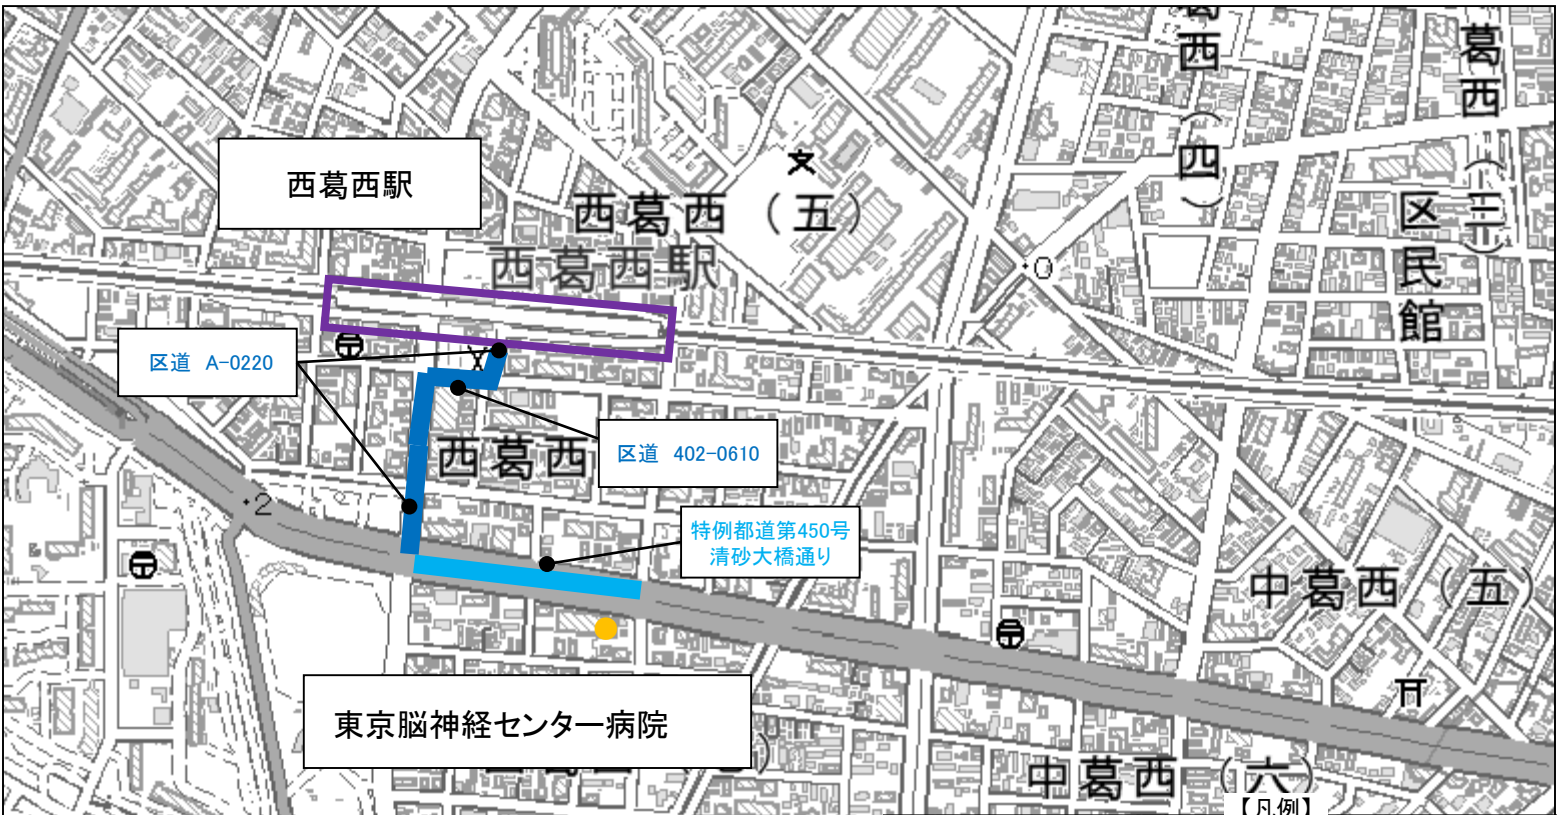 葛西(四)
葛西(三)
区民館
西葛西駅
西葛西(五)
西葛西駅
0
区道 A-0220
西葛西
区道 402-0610
2
特例都道第450号
清砂大橋通り
中葛西(五)
東京脳神経センター病院
中葛西(六)
【凡例】